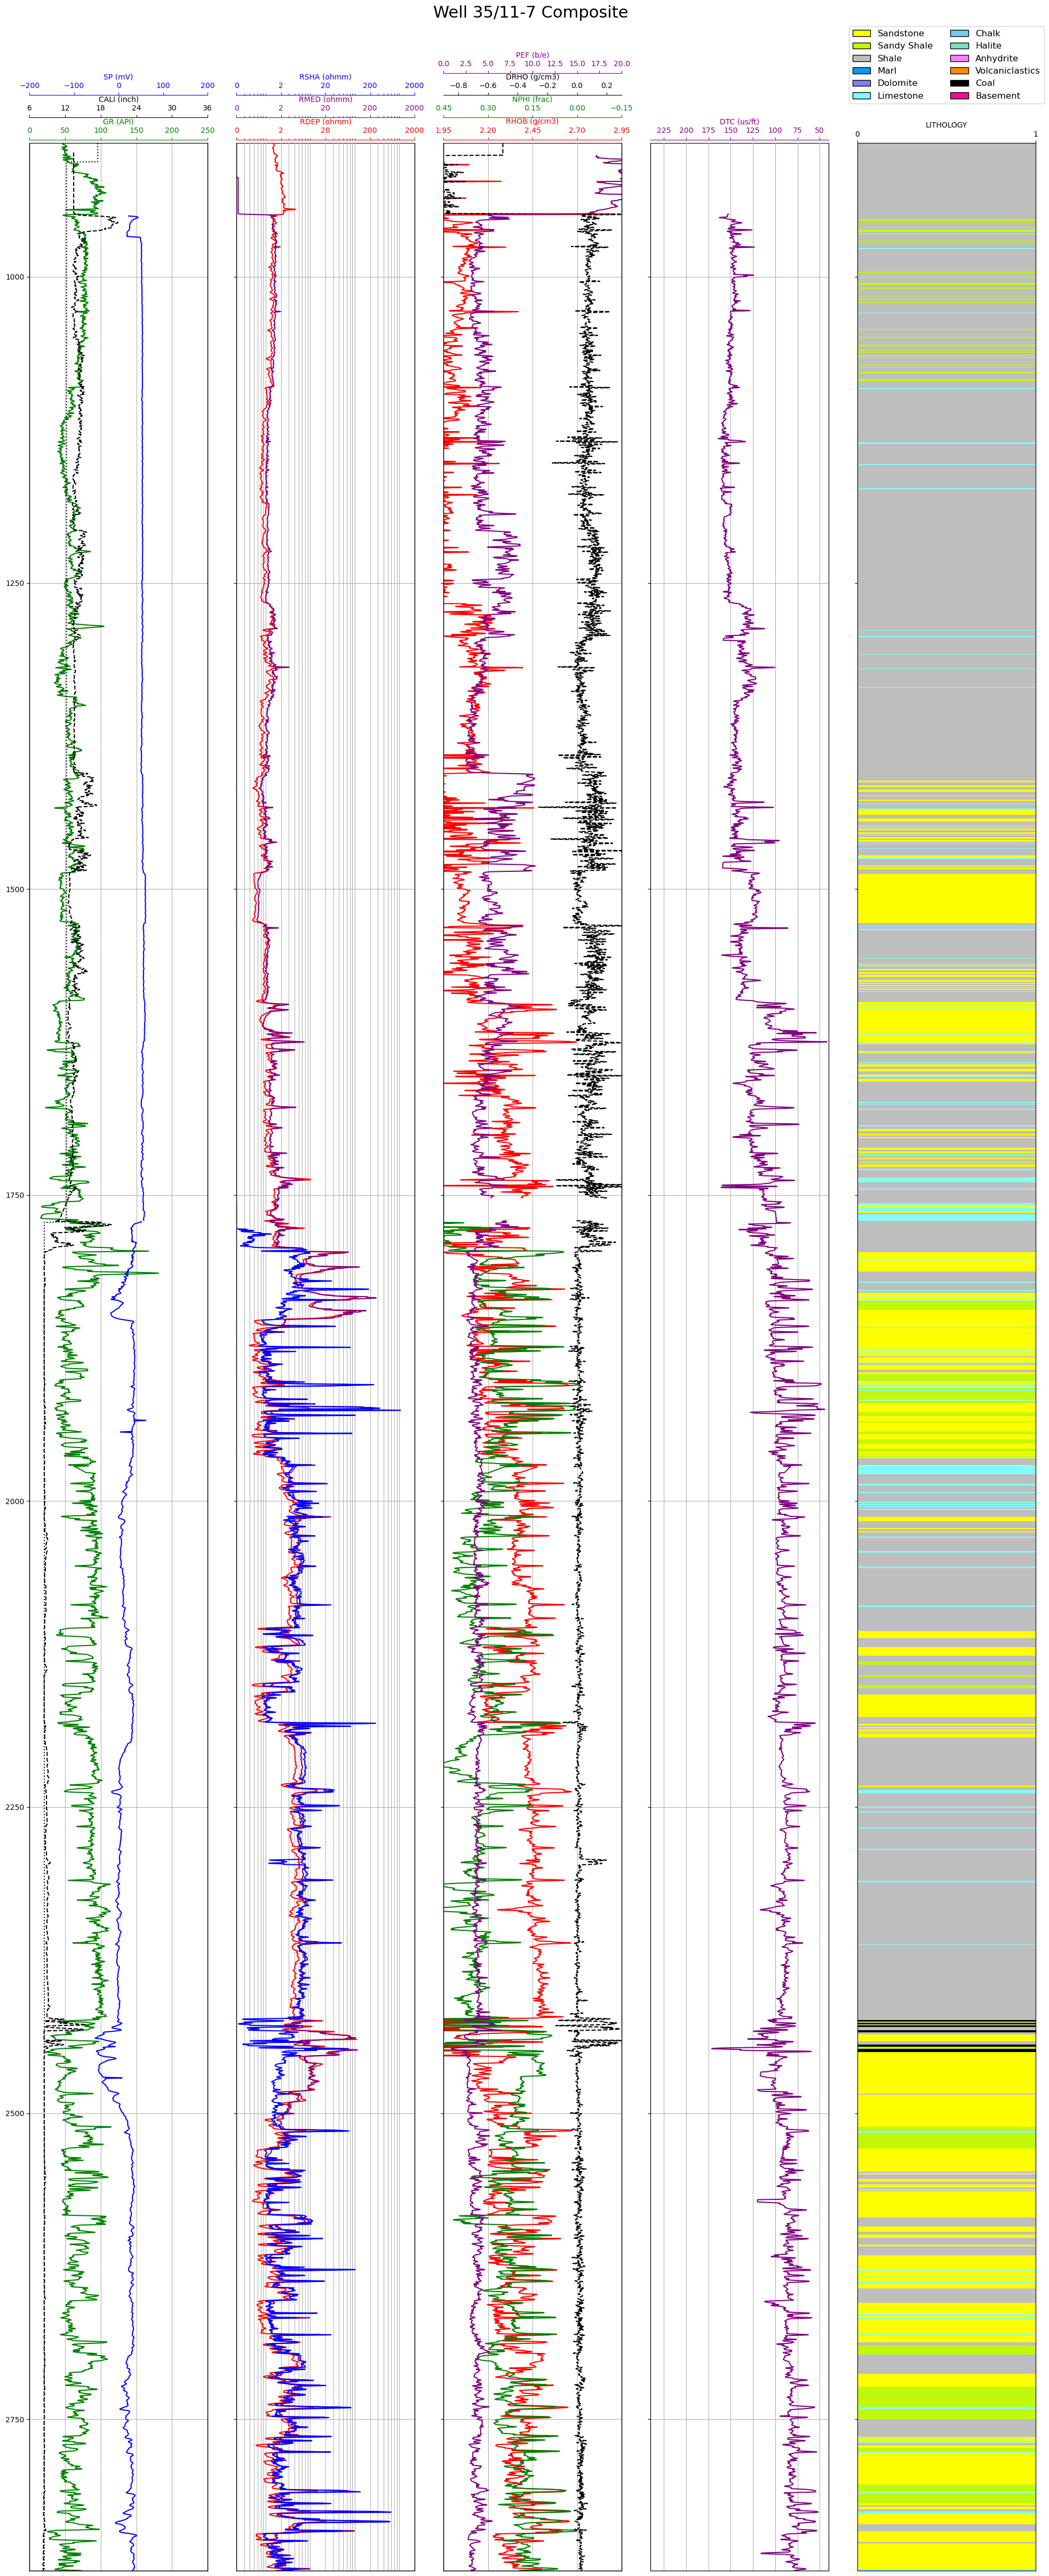 Well 35/11-7 Composite
Sandstone Chalk
Sandy Shale Halite
Shale Anhydrite
Marl Volcaniclastics
Dolomite Coal
Limestone Basement
PEF (b/e)
0.0 2.5 5.0 7.5 10.0 12.5 15.0 17.5 20.0
SP (mV) RSHA (ohmm) DRHO (g/cm3)
−200 −100 0 100 200 0 2 20 200 2000 −0.8 −0.6 −0.4 −0.2 0.0 0.2
CALI (inch) RMED (ohmm) NPHI (frac)
6 12 18 24 30 36 0 2 20 200 2000 0.45 0.30 0.15 0.00 −0.15
GR (API) RDEP (ohmm) RHOB (g/cm3) DTC (us/ft) LITHOLOGY
0 50 100 150 200 250 0 2 20 200 2000 1.95 2.20 2.45 2.70 2.95 225 200 175 150 125 100 75 50 0 1
1000
1250
1500
1750
2000
2250
2500
2750